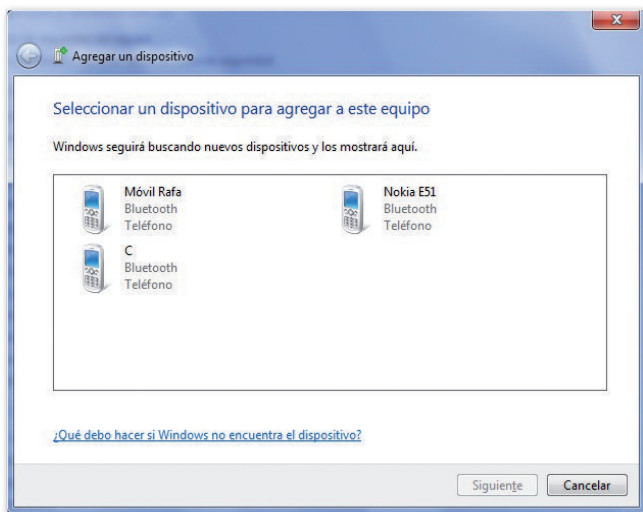 Agregar un dispositivo
Seleccionar un dispositivo para agregar a este equipo
Windows seguirá buscando nuevos dispositivos y los mostrará aquí.
Móvil Rafa
Bluetooth
Teléfono
Nokia E51
Bluetooth
Teléfono
C
Bluetooth
Teléfono
¿Qué debo hacer si Windows no encuentra el dispositivo?
Siguiente
Cancelar